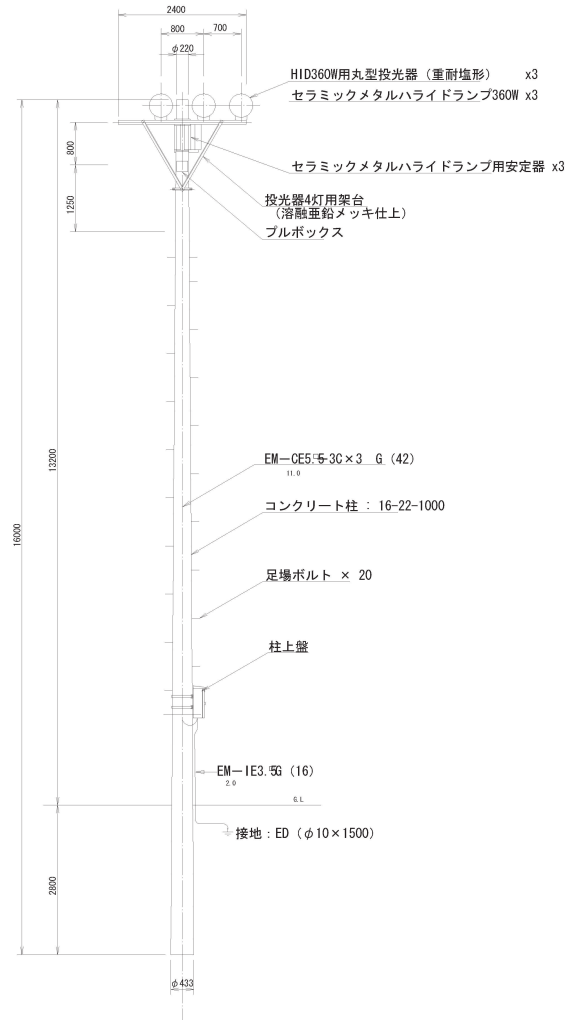 2400
800
700
φ220
HID360W用丸型投光器（重耐塩形） x3
セラミックメタルハライドランプ360W x3
800
セラミックメタルハライドランプ用安定器 x3
投光器4灯用架台
（溶融亜鉛メッキ仕上）
プルボックス
1250
13200
16000
EM－CE5.5-3C×3 G（42）
11.0
コンクリート柱 ： 16-22-1000
足場ボルト × 20
柱上盤
EM－IE3.5G（16）
2.0
G.L
接地：ED（φ10×1500）
2800
φ433